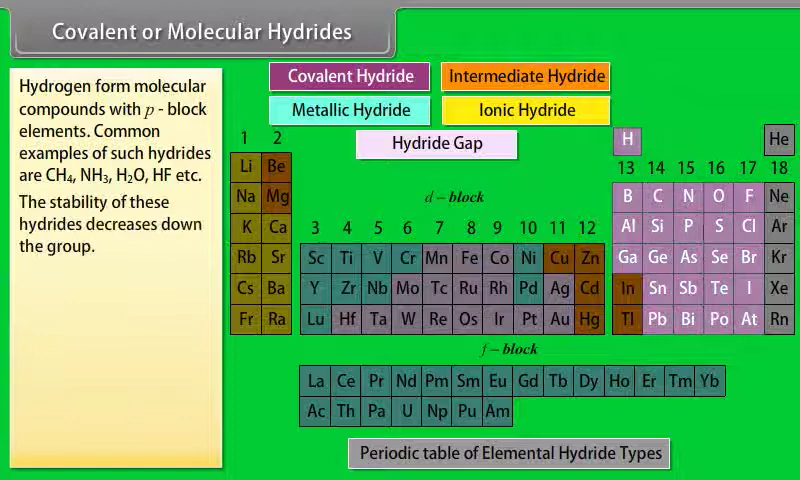 Covalent or Molecular Hydrides
Hydrogen form molecular
compounds with p - block
elements. Common
examples of such hydrides
are CH₄, NH₃, H₂O, HF etc.
The stability of these
hydrides decreases down
the group.
Covalent Hydride Intermediate Hydride
Metallic Hydride Ionic Hydride
Hydride Gap
1 2 H He
13 14 15 16 17 18
Li Be B C N O F Ne
Na Mg d – block Al Si P S Cl Ar
3 4 5 6 7 8 9 10 11 12
K Ca Sc Ti V Cr Mn Fe Co Ni Cu Zn Ga Ge As Se Br Kr
Rb Sr Y Zr Nb Mo Tc Ru Rh Pd Ag Cd In Sn Sb Te I Xe
Cs Ba Lu Hf Ta W Re Os Ir Pt Au Hg Tl Pb Bi Po At Rn
Fr Ra
f – block
La Ce Pr Nd Pm Sm Eu Gd Tb Dy Ho Er Tm Yb
Ac Th Pa U Np Pu Am
Periodic table of Elemental Hydride Types